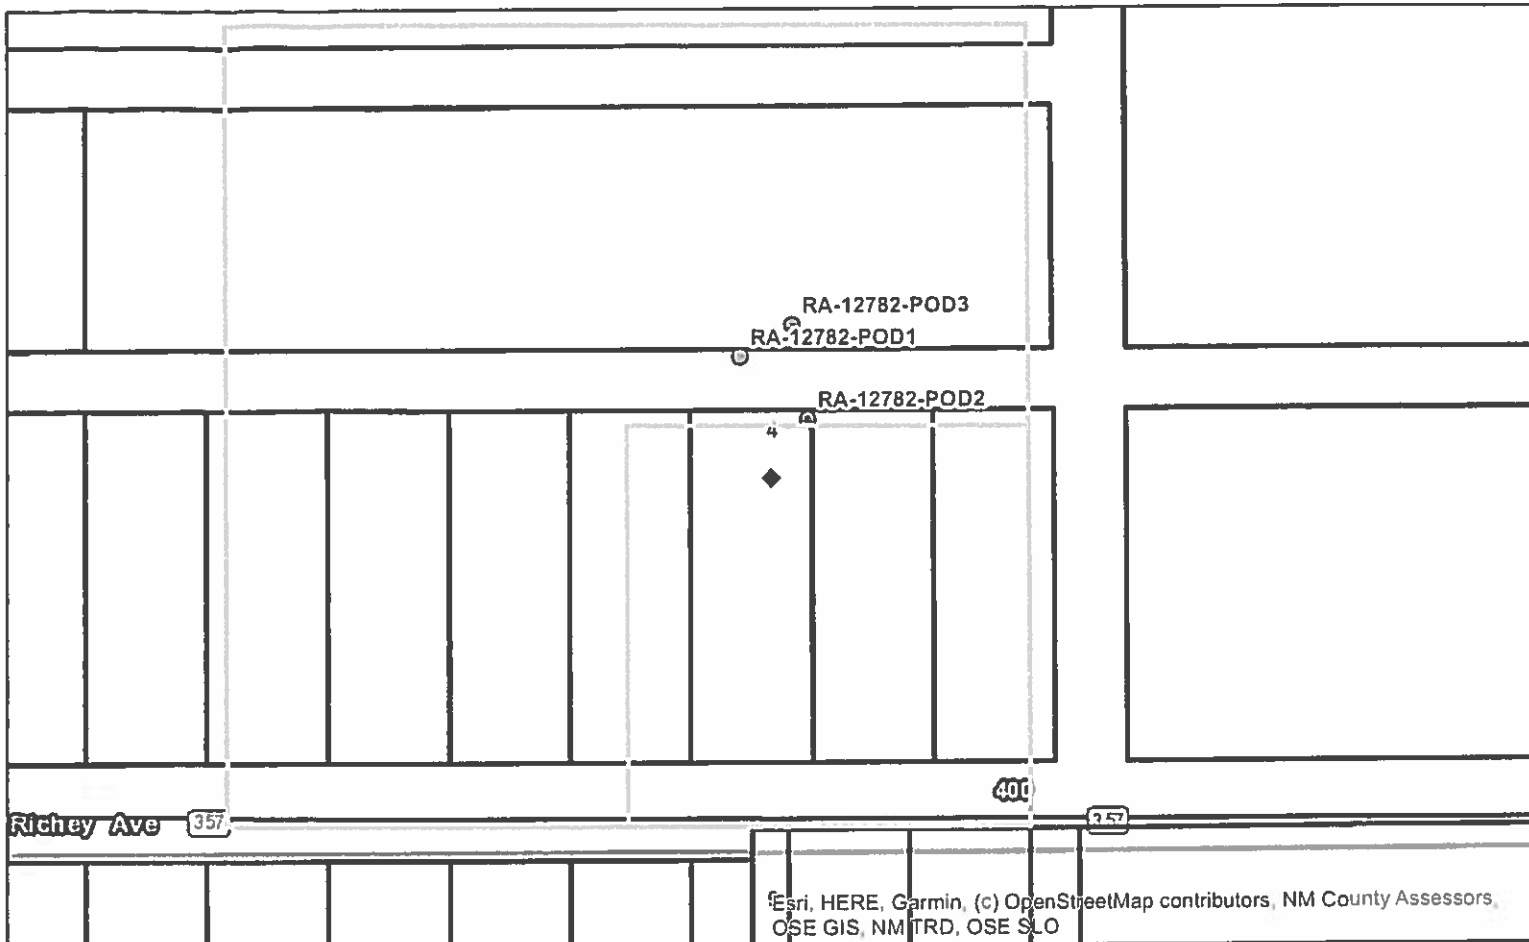 RA-12782-POD3
RA-12782-POD1
RA-12782-POD2
4
400
Richey Ave 357
357
Esri, HERE, Garmin, (c) OpenStreetMap contributors, NM County Assessors,
OSE GIS, NM TRD, OSE SLO